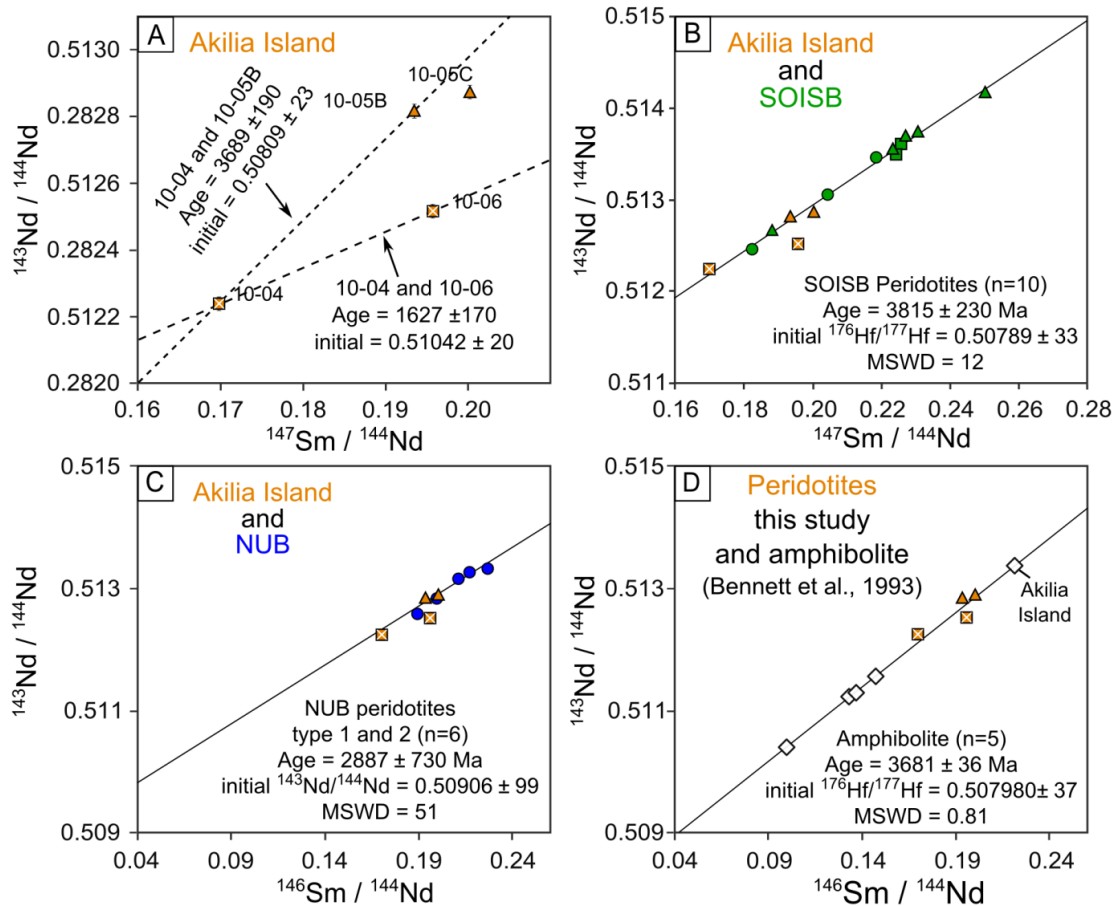 A
Akilia Island
0.5130
0.2828
0.5126
0.2824
0.5122
0.2820
143Nd / 144Nd
10-04 and 10-05B
Age = 3689 ±190
initial = 0.50809 ± 23
10-05C
10-05B
10-06
10-04
10-04 and 10-06
Age = 1627 ±170
initial = 0.51042 ± 20
0.16 0.17 0.18 0.19 0.20
147Sm / 144Nd
B
Akilia Island
and
SOISB
0.515
0.514
0.513
0.512
0.511
143Nd / 144Nd
SOISB Peridotites (n=10)
Age = 3815 ± 230 Ma
initial 176Hf/177Hf = 0.50789 ± 33
MSWD = 12
0.16 0.18 0.20 0.22 0.24 0.26 0.28
147Sm / 144Nd
C
Akilia Island
and
NUB
0.515
0.513
0.511
0.509
143Nd / 144Nd
NUB peridotites
type 1 and 2 (n=6)
Age = 2887 ± 730 Ma
initial 143Nd/144Nd = 0.50906 ± 99
MSWD = 51
0.04 0.09 0.14 0.19 0.24
146Sm / 144Nd
D
Peridotites
this study
and amphibolite
(Bennett et al., 1993)
0.515
0.513
0.511
0.509
143Nd / 144Nd
Akilia
Island
Amphibolite (n=5)
Age = 3681 ± 36 Ma
initial 176Hf/177Hf = 0.507980± 37
MSWD = 0.81
0.04 0.09 0.14 0.19 0.24
146Sm / 144Nd